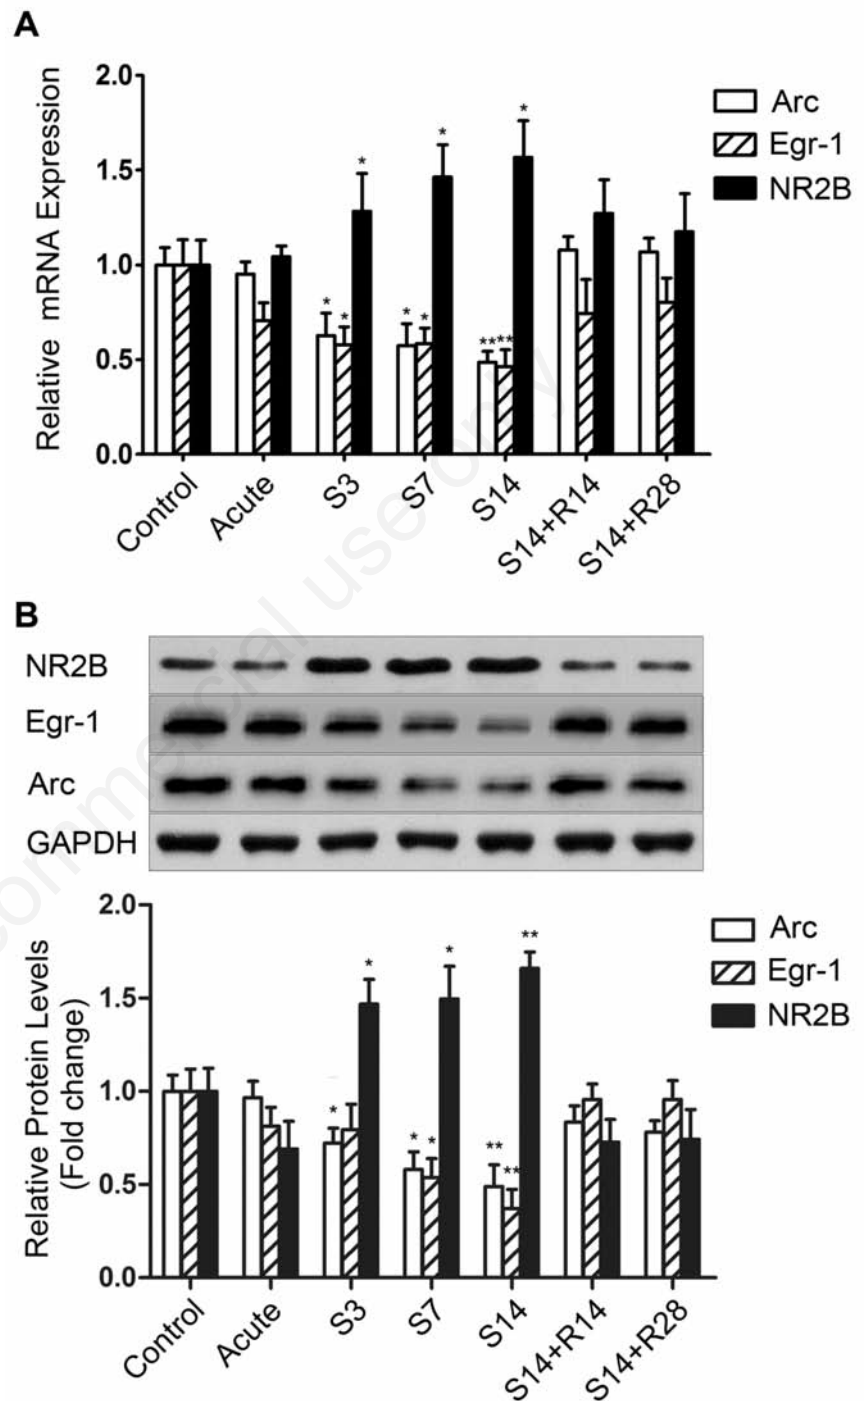 A
Relative mRNA Expression
2.0
1.5
1.0
0.5
0.0
* * * * * * * ** ** *
Arc
Egr-1
NR2B
Control
Acute
S3
S7
S14
S14+R14
S14+R28
B
NR2B
Egr-1
Arc
GAPDH
Relative Protein Levels
(Fold change)
2.0
1.5
1.0
0.5
0.0
* * * * * ** ** **
Arc
Egr-1
NR2B
Control
Acute
S3
S7
S14
S14+R14
S14+R28
commercial use only